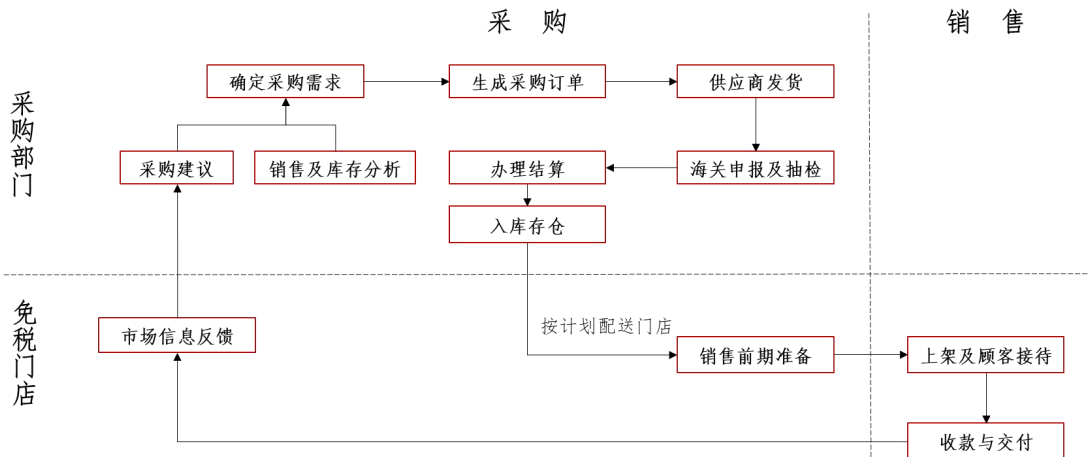 采 购
销 售
采购部门
确定采购需求
生成采购订单
供应商发货
采购建议
销售及库存分析
办理结算
海关申报及抽检
入库存仓
免税门店
市场信息反馈
按计划配送门店
销售前期准备
上架及顾客接待
收款与交付